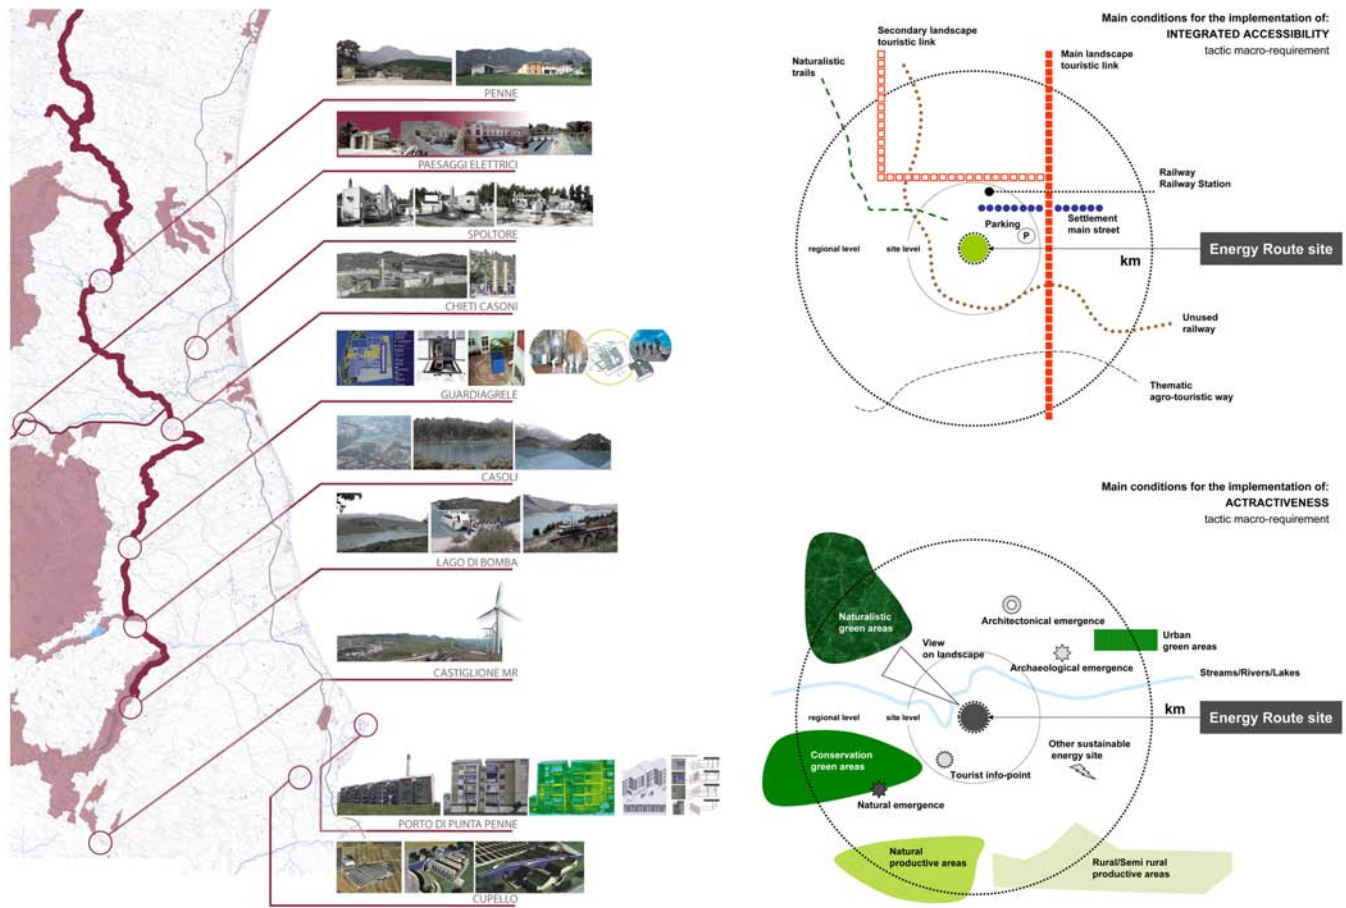 PENNE
PAESAGGI ELETTRICI
SPOLTORE
CHIETI CASONI
GUARDIAGRELE
CASOLI
LAGO DI BOMBA
CASTIGLIONE MR
PORTO DI PUNTA PENNE
CUPELLO
Main conditions for the implementation of:
INTEGRATED ACCESSIBILITY
tactic macro-requirement
Secondary landscape
touristic link
Main landscape
touristic link
Naturalistic
trails
Railway
Railway Station
Parking
P
Settlement
main street
regional level
site level
km
Energy Route site
Unused
railway
Thematic
agro-touristic way
Main conditions for the implementation of:
ACTRACTIVENESS
tactic macro-requirement
Naturalistic
green areas
View
on landscape
Architectonical emergence
Archaeological emergence
Urban
green areas
Streams/Rivers/Lakes
regional level
site level
km
Energy Route site
Conservation
green areas
Tourist info-point
Other sustainable
energy site
Natural emergence
Natural
productive areas
Rural/Semi rural
productive areas